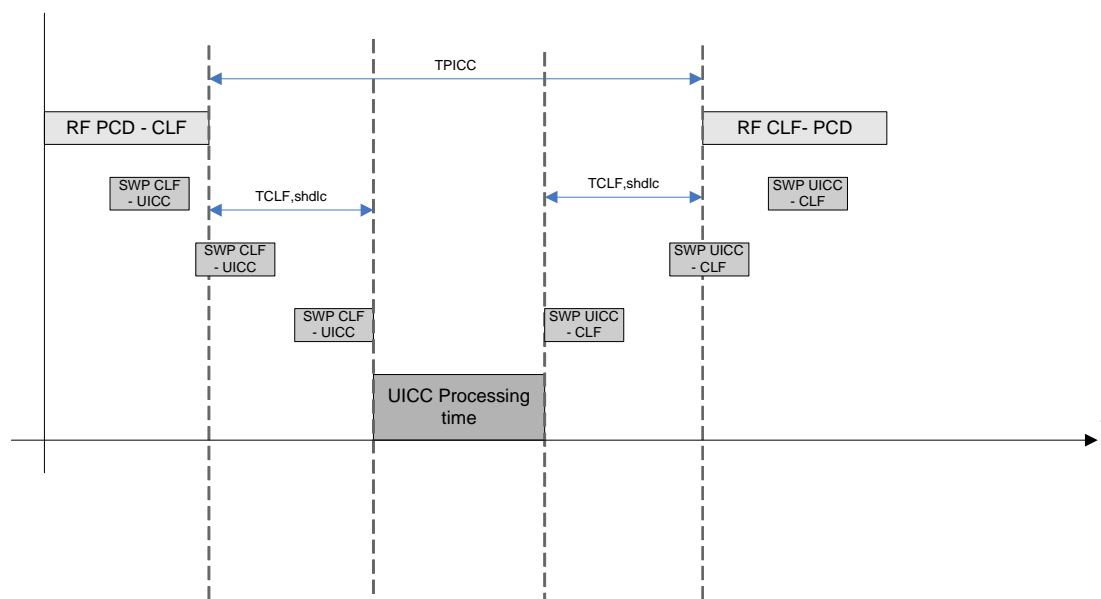 TPICC
RF PCD - CLF
RF CLF- PCD
SWP CLF
- UICC
TCLF,shdlc
TCLF,shdlc
SWP UICC
- CLF
SWP CLF
- UICC
SWP UICC
- CLF
SWP CLF
- UICC
SWP UICC
- CLF
UICC Processing
time